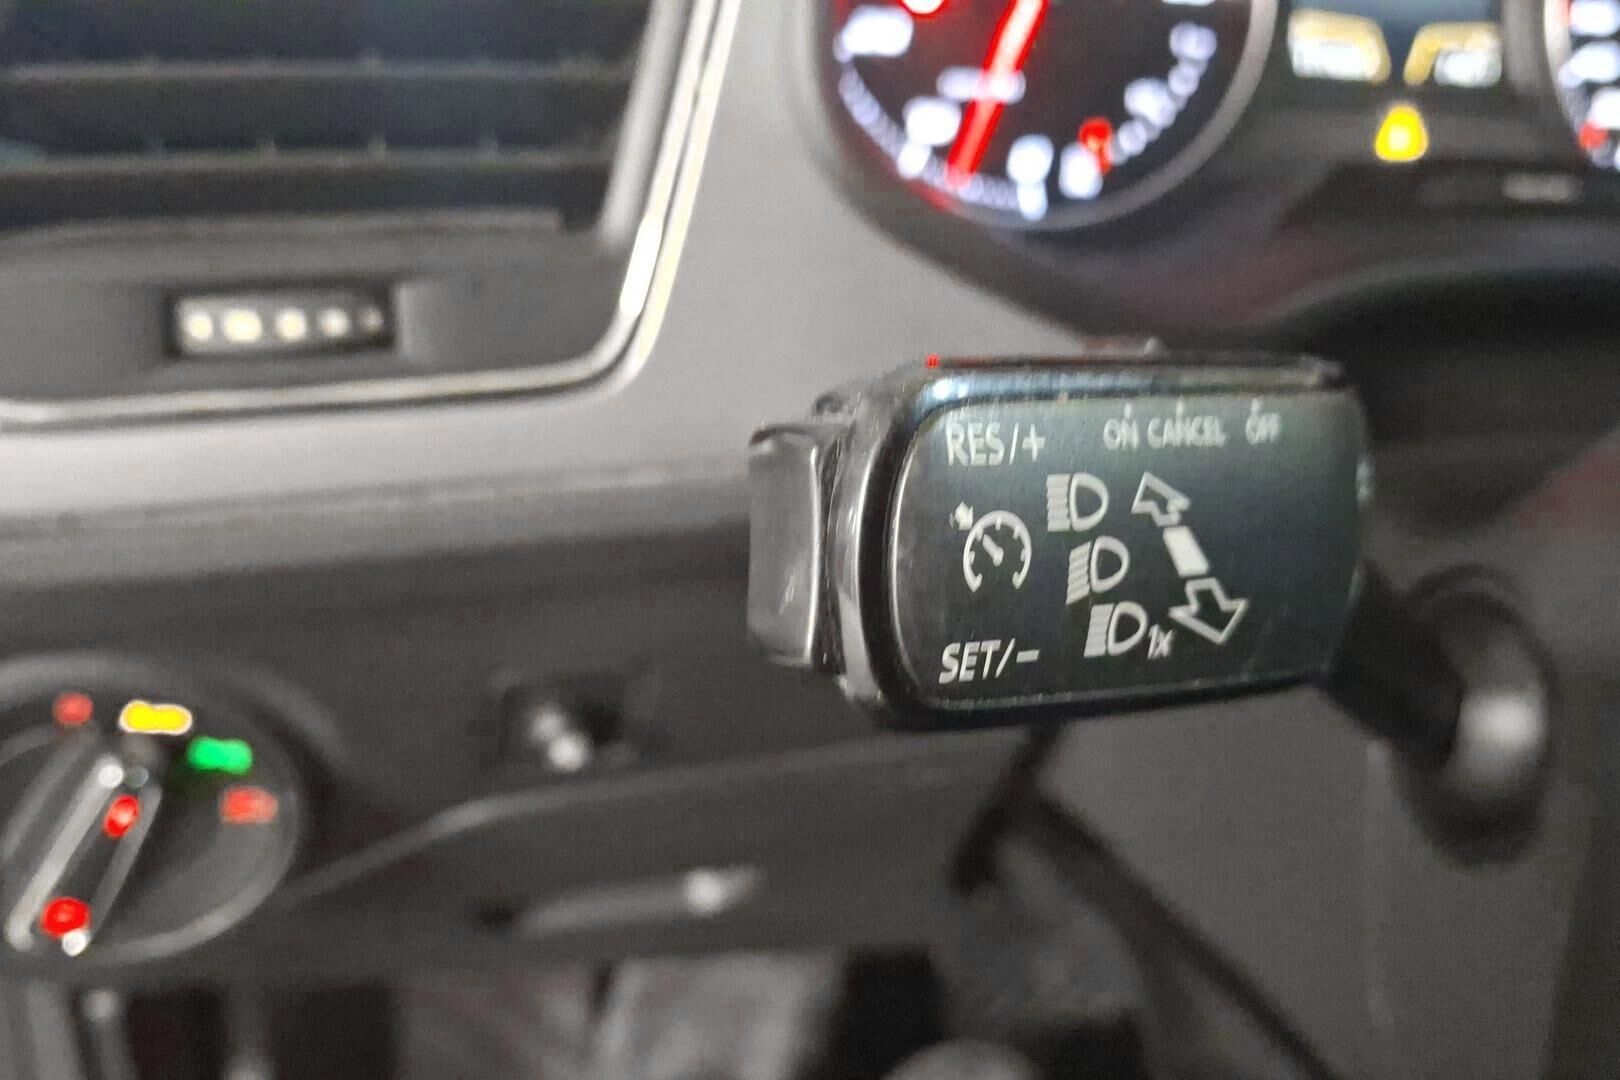 RES/+ ON CANCEL OFF
1x
SET/-